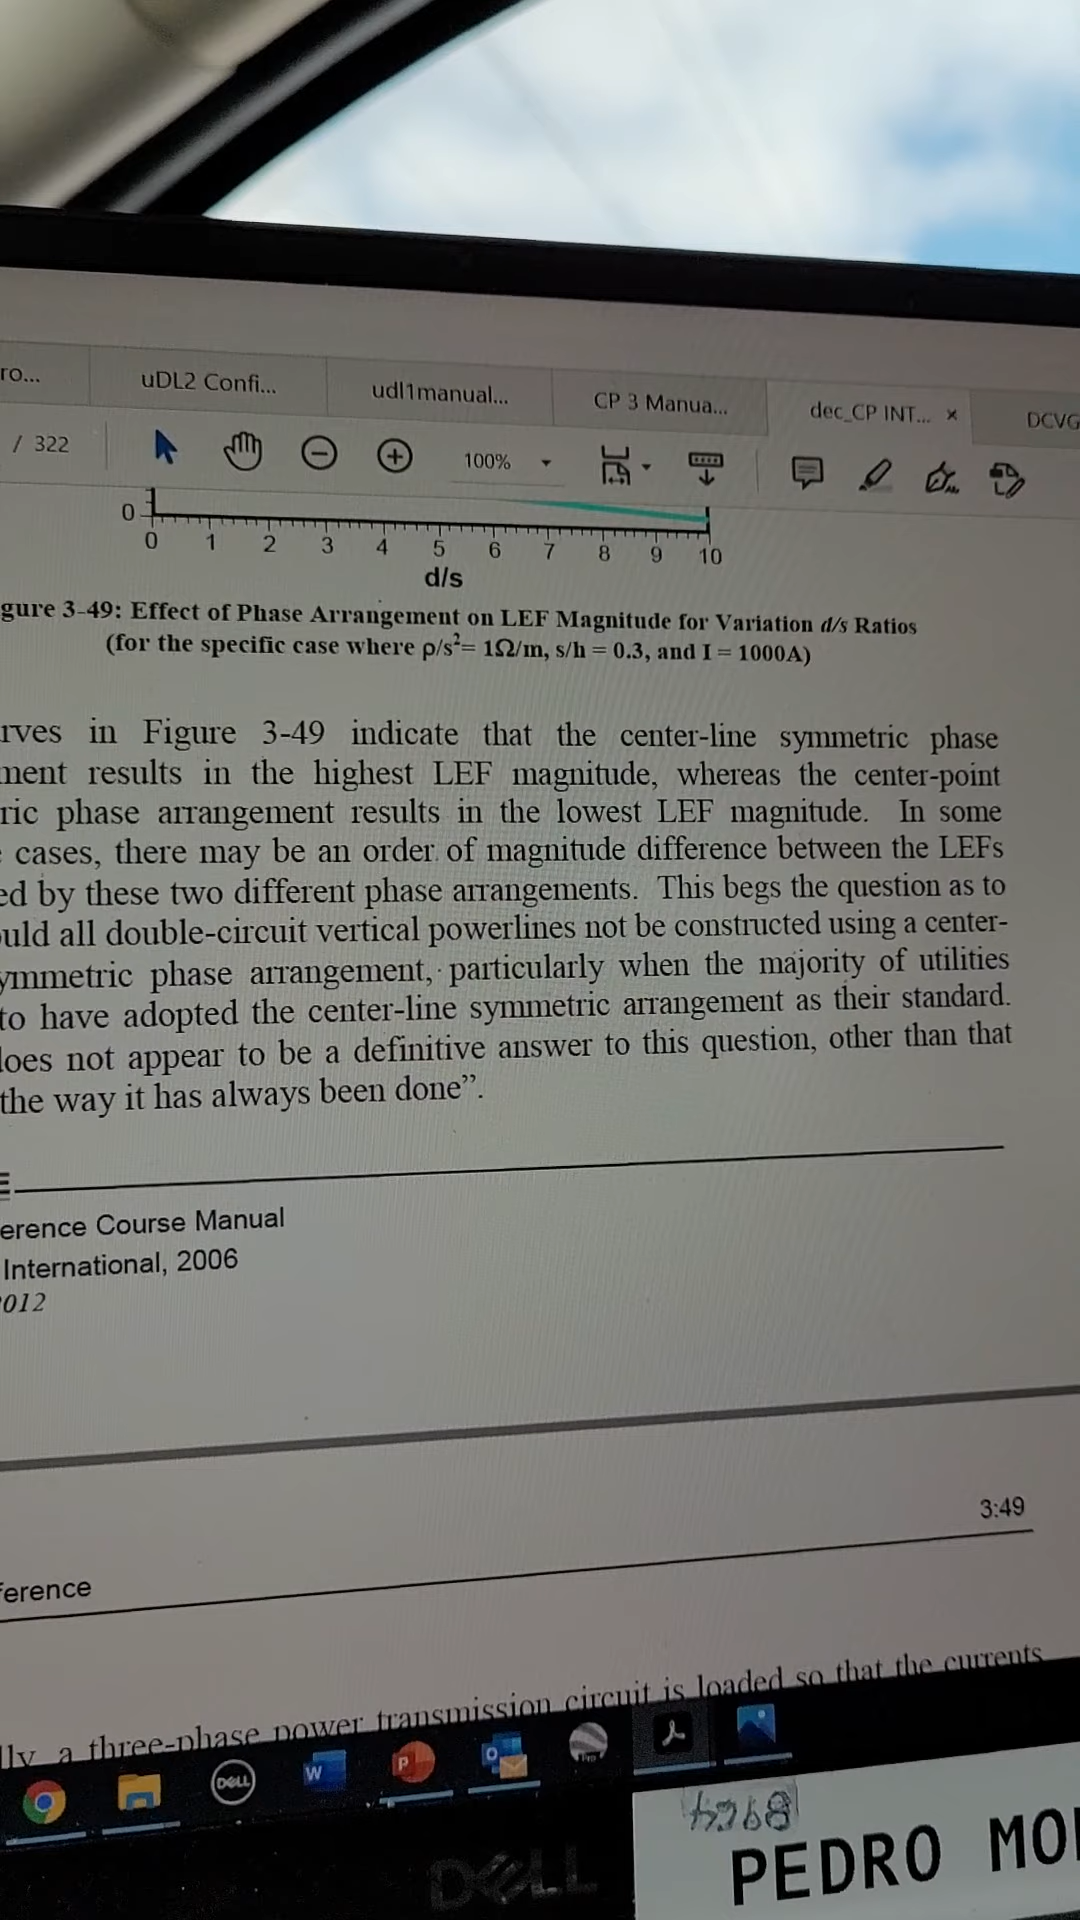 ro...
uDL2 Confi...
udl1manual...
CP 3 Manua...
dec_CP INT... ×
DCVG
/ 322
100%
0
0 1 2 3 4 5 6 7 8 9 10
d/s
gure 3-49: Effect of Phase Arrangement on LEF Magnitude for Variation d/s Ratios
(for the specific case where ρ/s²= 1Ω/m, s/h = 0.3, and I = 1000A)
rves in Figure 3-49 indicate that the center-line symmetric phase
ment results in the highest LEF magnitude, whereas the center-point
ric phase arrangement results in the lowest LEF magnitude. In some
cases, there may be an order of magnitude difference between the LEFs
ed by these two different phase arrangements. This begs the question as to
ould all double-circuit vertical powerlines not be constructed using a center-
ymmetric phase arrangement, particularly when the majority of utilities
to have adopted the center-line symmetric arrangement as their standard.
loes not appear to be a definitive answer to this question, other than that
the way it has always been done”.
erence Course Manual
International, 2006
2012
3:49
ference
lly a three-phase power transmission circuit is loaded so that the currents
DELL
W
P
O
Pro
DELL
PEDRO MO